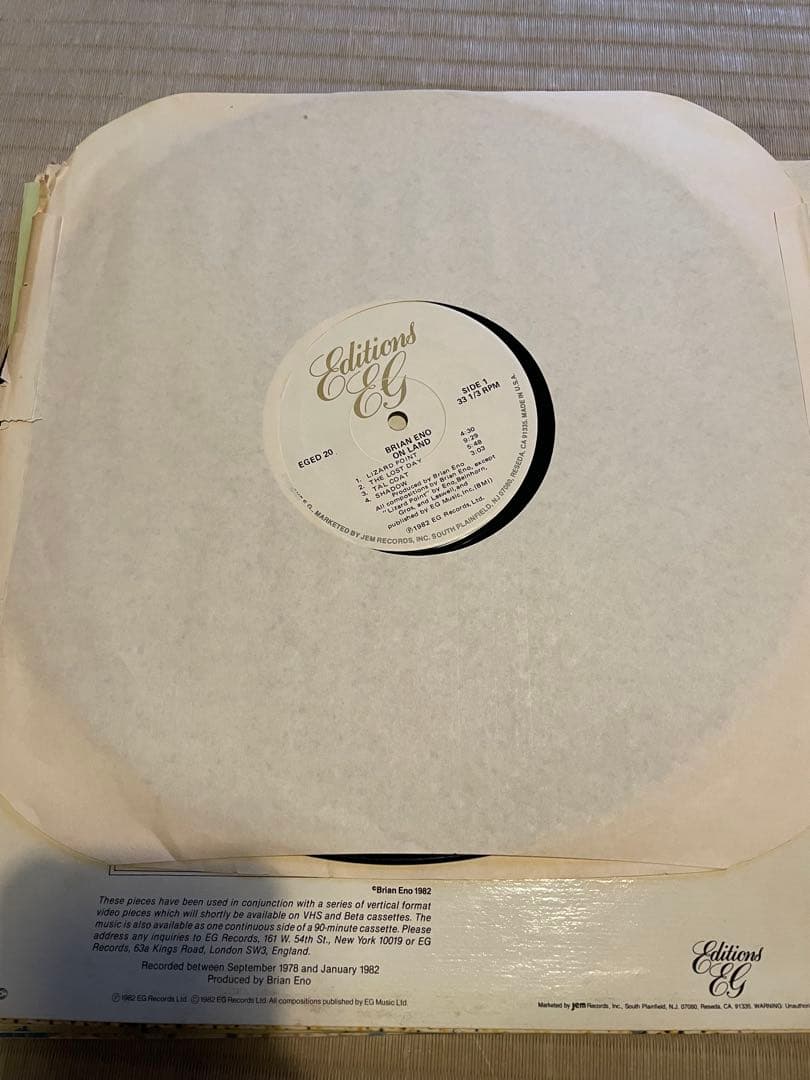 Editions
EG
SIDE 1
33 1/3 RPM
EGED 20
BRIAN ENO
ON LAND
1. LIZARD POINT 4:30
2. THE LOST DAY 9:29
3. TAL COAT 5:48
4. SHADOW 3:03
Produced by Brian Eno
All compositions by Brian Eno, except
"Lizard Point" by Eno, Beinhorn,
Gros, and Laswell, and
published by EG Music, Inc. (BMI)
℗1982 EG Records, Ltd.
MARKETED BY JEM RECORDS, INC. SOUTH PLAINFIELD, NJ 07080, RESEDA, CA 91335. MADE IN U.S.A.
©Brian Eno 1982
These pieces have been used in conjunction with a series of vertical format
video pieces which will shortly be available on VHS and Beta cassettes. The
music is also available as one continuous side of a 90-minute cassette. Please
address any inquiries to EG Records, 161 W. 54th St., New York 10019 or EG
Records, 63a Kings Road, London SW3, England.
Recorded between September 1978 and January 1982
Produced by Brian Eno
℗1982 EG Records Ltd. ©1982 EG Records Ltd. All compositions published by EG Music Ltd.
Editions
EG
Marketed by jem Records, Inc., South Plainfield, N.J. 07080, Reseda, CA. 91335. WARNING: